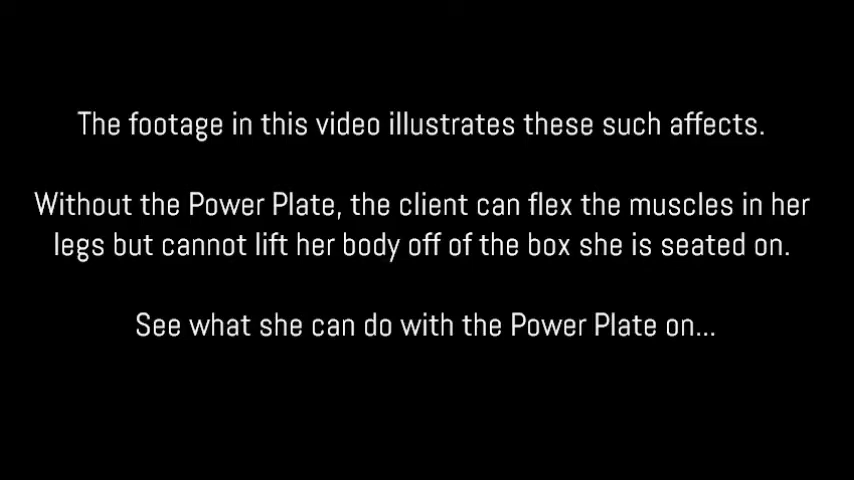 The footage in this video illustrates these such affects.
Without the Power Plate, the client can flex the muscles in her
legs but cannot lift her body off of the box she is seated on.
See what she can do with the Power Plate on...